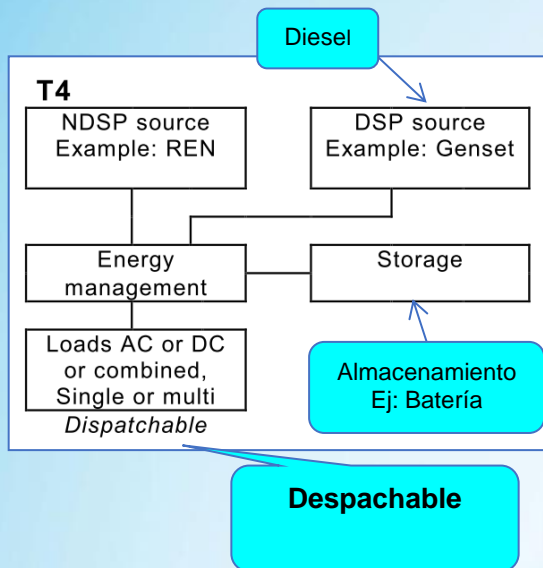 Diesel
T4
NDSP source
Example: REN
DSP source
Example: Genset
Energy
management
Storage
Loads AC or DC
or combined,
Single or multi
Dispatchable
Almacenamiento
Ej: Batería
Despachable